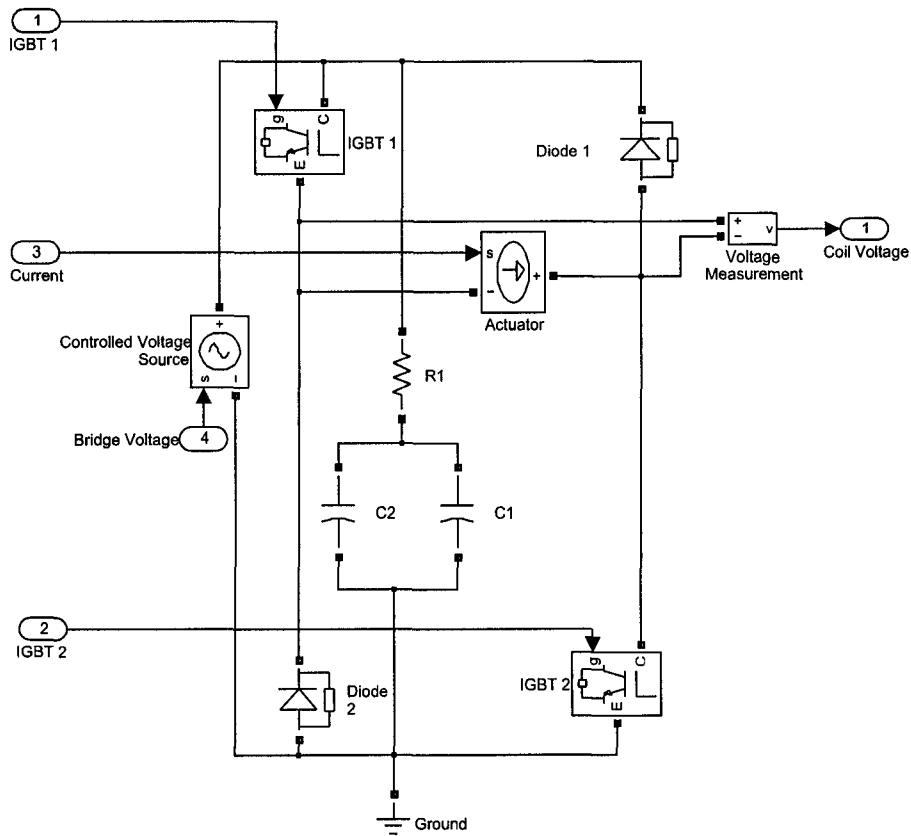 1
IGBT 1
g
C
E
IGBT 1
Diode 1
3
Current
s
+
-
Actuator
+
-
v
Voltage
Measurement
1
Coil Voltage
Controlled Voltage
Source
+
s
-
Bridge Voltage
4
R1
C2
C1
2
IGBT 2
Diode
2
IGBT 2
g
C
E
Ground